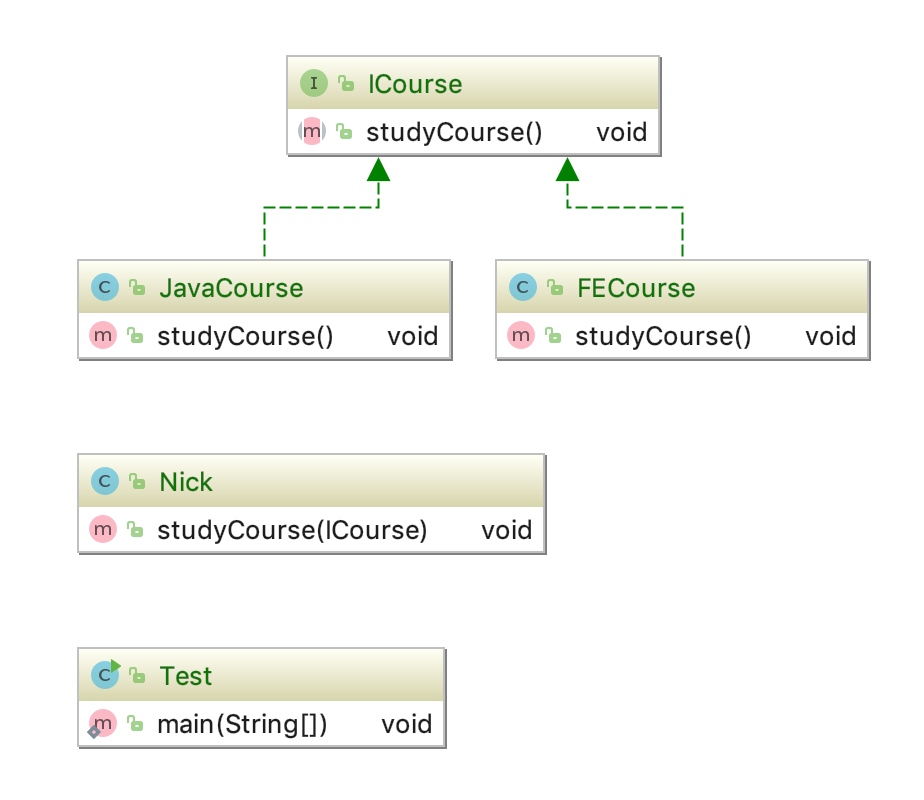 I ICourse
m studyCourse() void
C JavaCourse
m studyCourse() void
C FECourse
m studyCourse() void
C Nick
m studyCourse(ICourse) void
C Test
m main(String[]) void